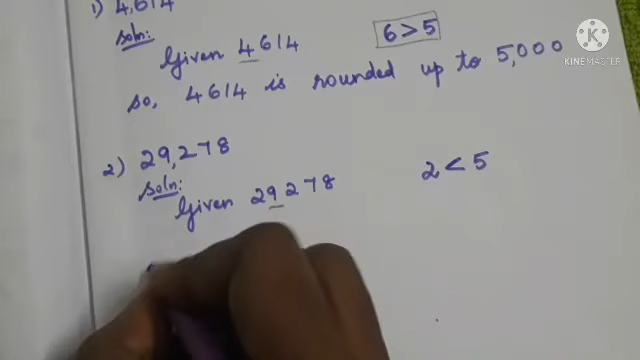 1) 4,614
Soln:
Given 4614 6 > 5
so, 4614 is rounded up to 5,000
2) 29,278
Soln:
Given 29278 2 < 5
KINEMASTER